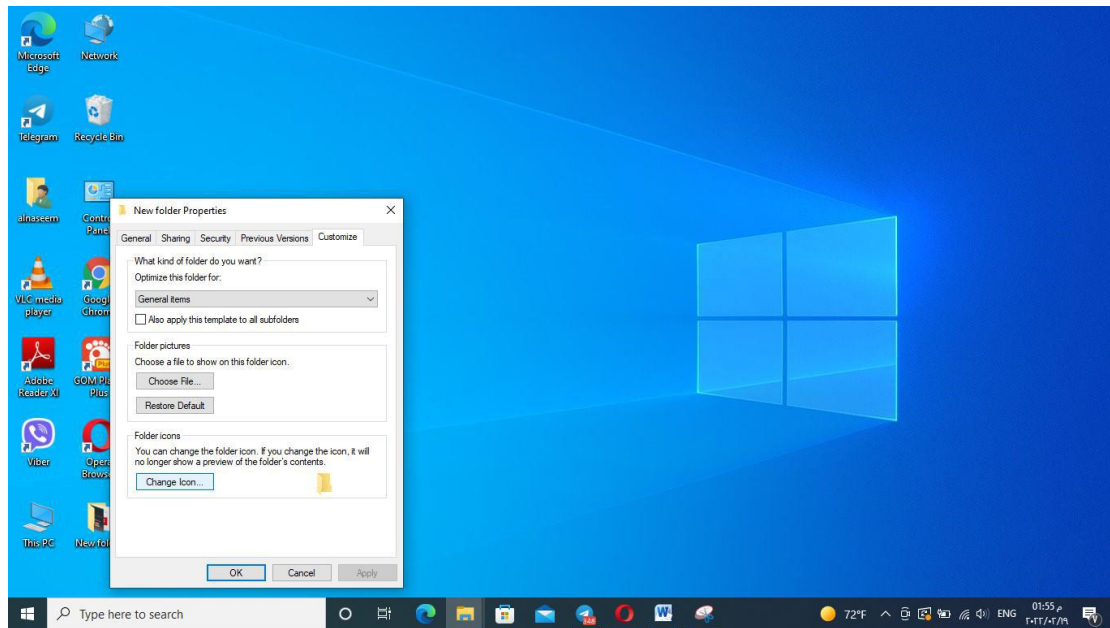 Microsoft
Edge
Network
Telegram
Recycle Bin
alnaseem
Contro
Panel
VLC media
player
Googl
Chrom
Adobe
Reader XI
GOM Pla
Plus
Viber
Opera
Browse
This PC
New fol
New folder Properties
General Sharing Security Previous Versions Customize
What kind of folder do you want?
Optimize this folder for:
General items
Also apply this template to all subfolders
Folder pictures
Choose a file to show on this folder icon.
Choose File...
Restore Default
Folder icons
You can change the folder icon. If you change the icon, it will
no longer show a preview of the folder's contents.
Change Icon...
OK Cancel Apply
Type here to search
72°F ENG
01:55 م
٢٠٢٢/٠٢/١٩